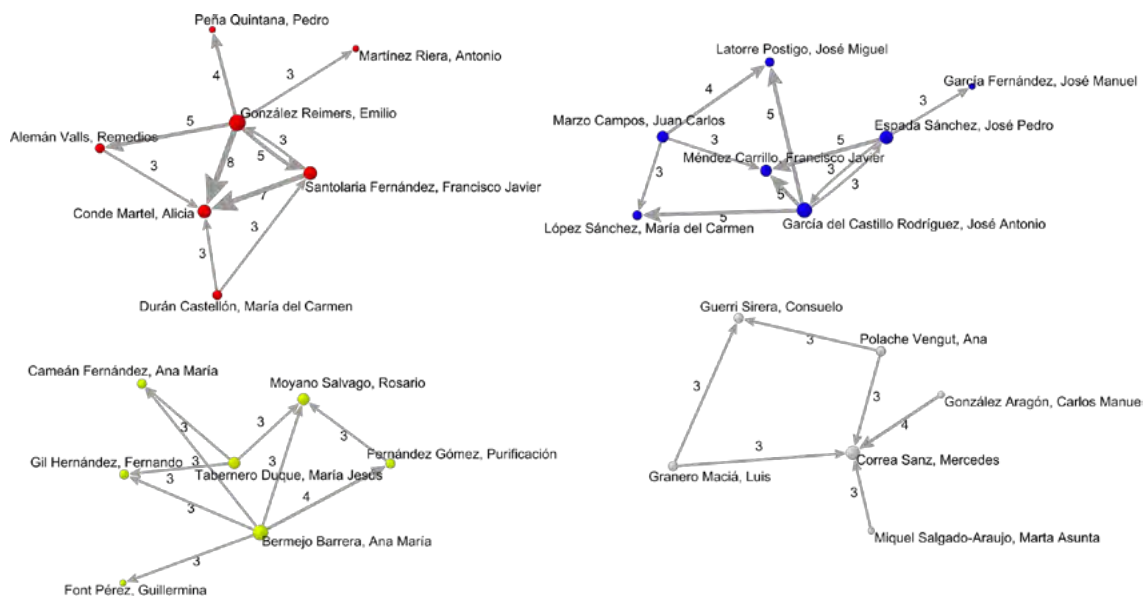 Peña Quintana, Pedro
Martínez Riera, Antonio
4
3
González Reimers, Emilio
5
Alemán Valls, Remedios
3
3
8
5
Santolaria Fernández, Francisco Javier
7
Conde Martel, Alicia
3
3
Durán Castellón, María del Carmen
Latorre Postigo, José Miguel
García Fernández, José Manuel
4
3
Marzo Campos, Juan Carlos
5
Espada Sánchez, José Pedro
3
5
Méndez Carrillo, Francisco Javier
3
3
3
5
López Sánchez, María del Carmen
5
García del Castillo Rodríguez, José Antonio
Cameán Fernández, Ana María
Moyano Salvago, Rosario
3
3
3
Gil Hernández, Fernando
3
3
Fernández Gómez, Purificación
Tabernero Duque, María Jesús
3
3
4
Bermejo Barrera, Ana María
3
Font Pérez, Guillermina
Guerri Sirera, Consuelo
3
Polache Vengut, Ana
3
3
González Aragón, Carlos Manue
4
3
Correa Sanz, Mercedes
Granero Maciá, Luis
3
Miquel Salgado-Araujo, Marta Asunta